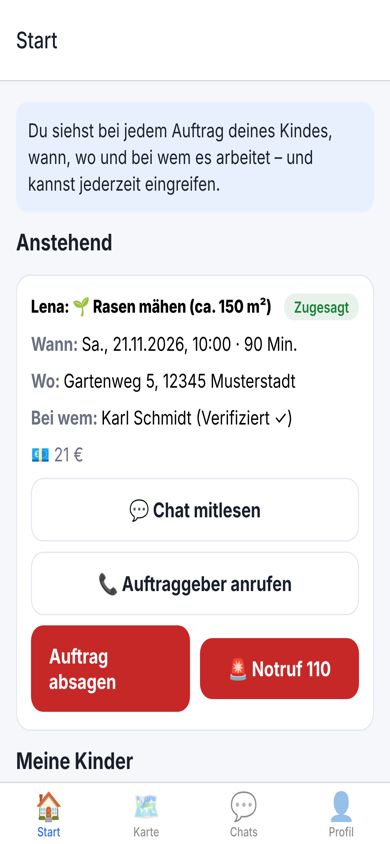 Start
Du siehst bei jedem Auftrag deines Kindes,
wann, wo und bei wem es arbeitet – und
kannst jederzeit eingreifen.
Anstehend
Lena: 🌱 Rasen mähen (ca. 150 m²) Zugesagt
Wann: Sa., 21.11.2026, 10:00 · 90 Min.
Wo: Gartenweg 5, 12345 Musterstadt
Bei wem: Karl Schmidt (Verifiziert ✓)
💶 21 €
💬 Chat mitlesen
📞 Auftraggeber anrufen
Auftrag
absagen
🚨 Notruf 110
Meine Kinder
Start Karte Chats Profil